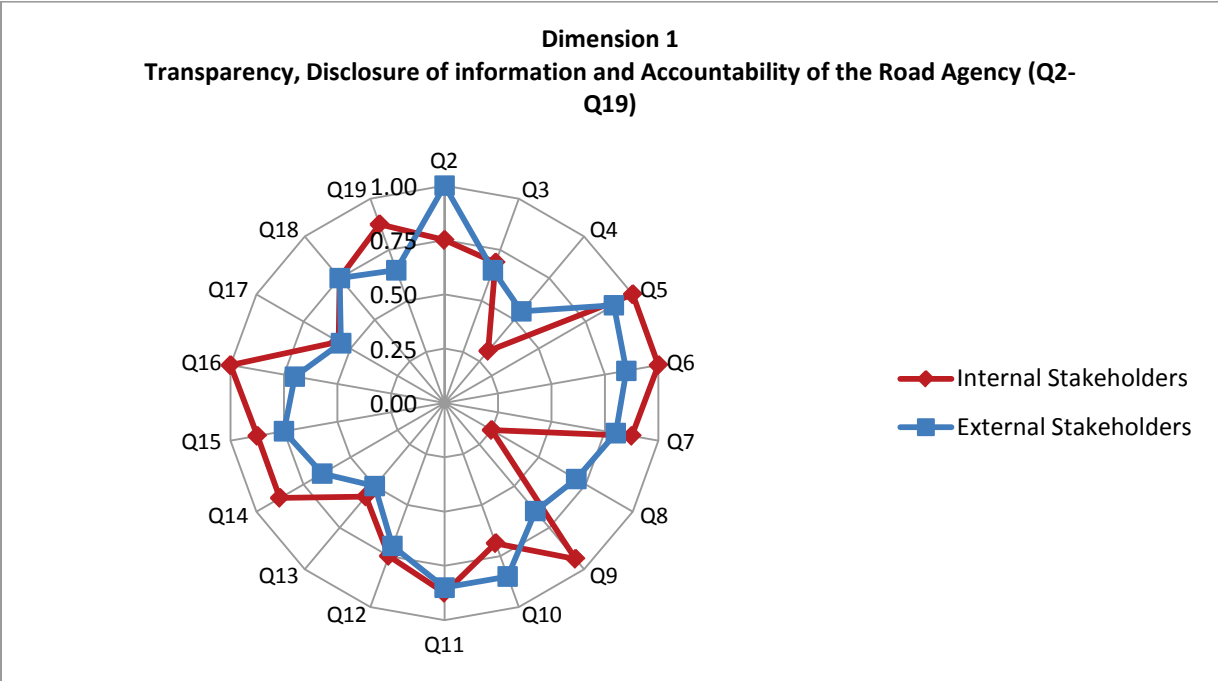 Dimension 1
Transparency, Disclosure of information and Accountability of the Road Agency (Q2-
Q19)
Q2
Q19
1.00
Q3
Q18
Q4
0.75
Q17
Q5
0.50
Q16
0.25
Q6
0.00
Internal Stakeholders
External Stakeholders
Q15
Q7
Q14
Q8
Q13
Q9
Q12
Q10
Q11